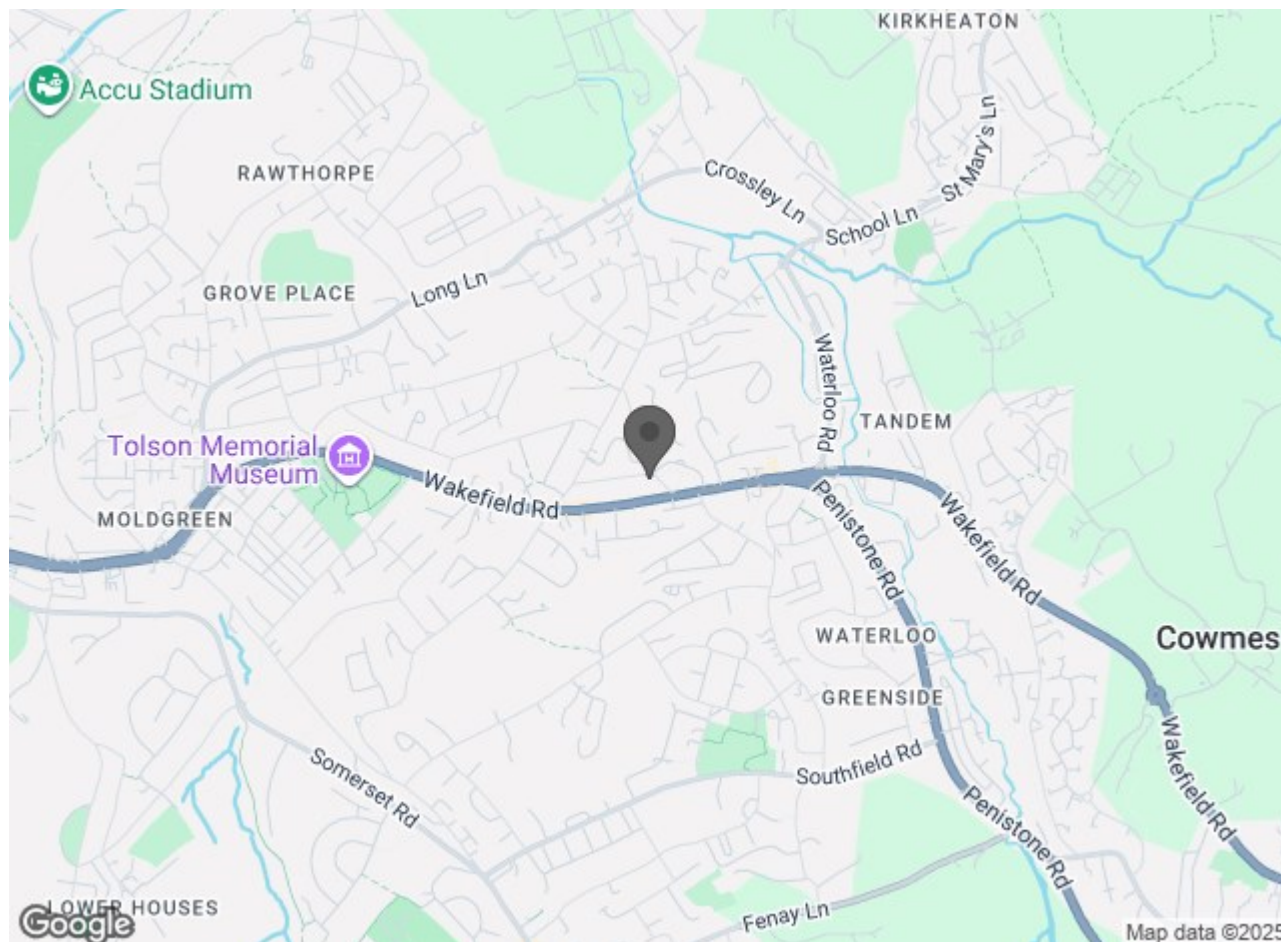 KIRKHEATON
Accu Stadium
RAWTHORPE
Crossley Ln
St Mary's Ln
School Ln
GROVE PLACE
Long Ln
Waterloo Rd
TANDEM
Tolson Memorial
Museum
Wakefield Rd
MOLDGREEN
Penistone Rd
Wakefield Rd
WATERLOO
Cowmes
GREENSIDE
Somerset Rd
Southfield Rd
Wakefield Rd
Penistone Rd
LOWER HOUSES
Google
Fenay Ln
Map data ©2025